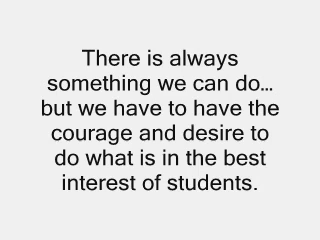 There is always
something we can do…
but we have to have the
courage and desire to
do what is in the best
interest of students.